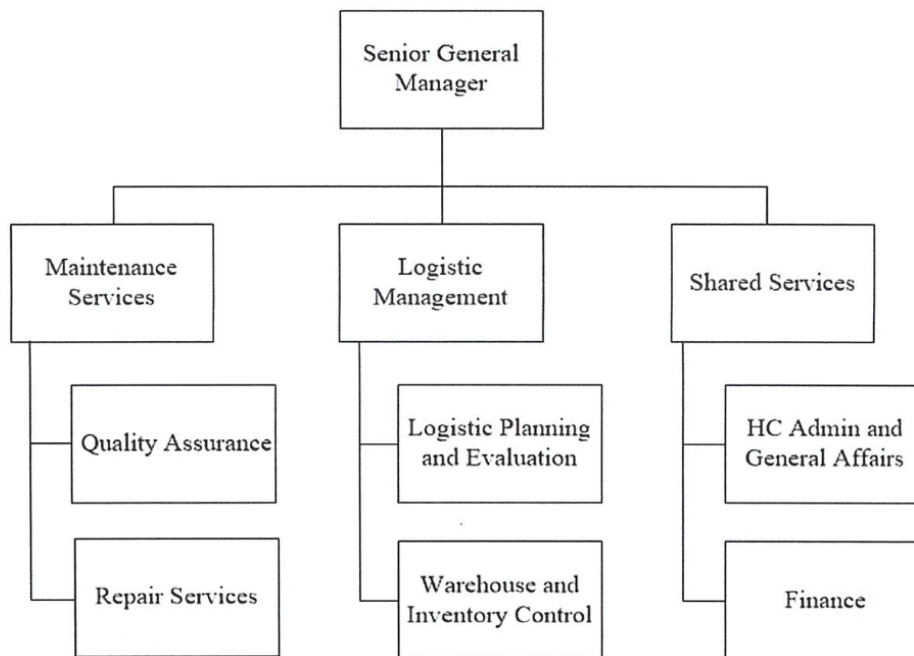 Senior General
Manager
Maintenance
Services
Logistic
Management
Shared Services
Quality Assurance
Logistic Planning
and Evaluation
HC Admin and
General Affairs
Repair Services
Warehouse and
Inventory Control
Finance